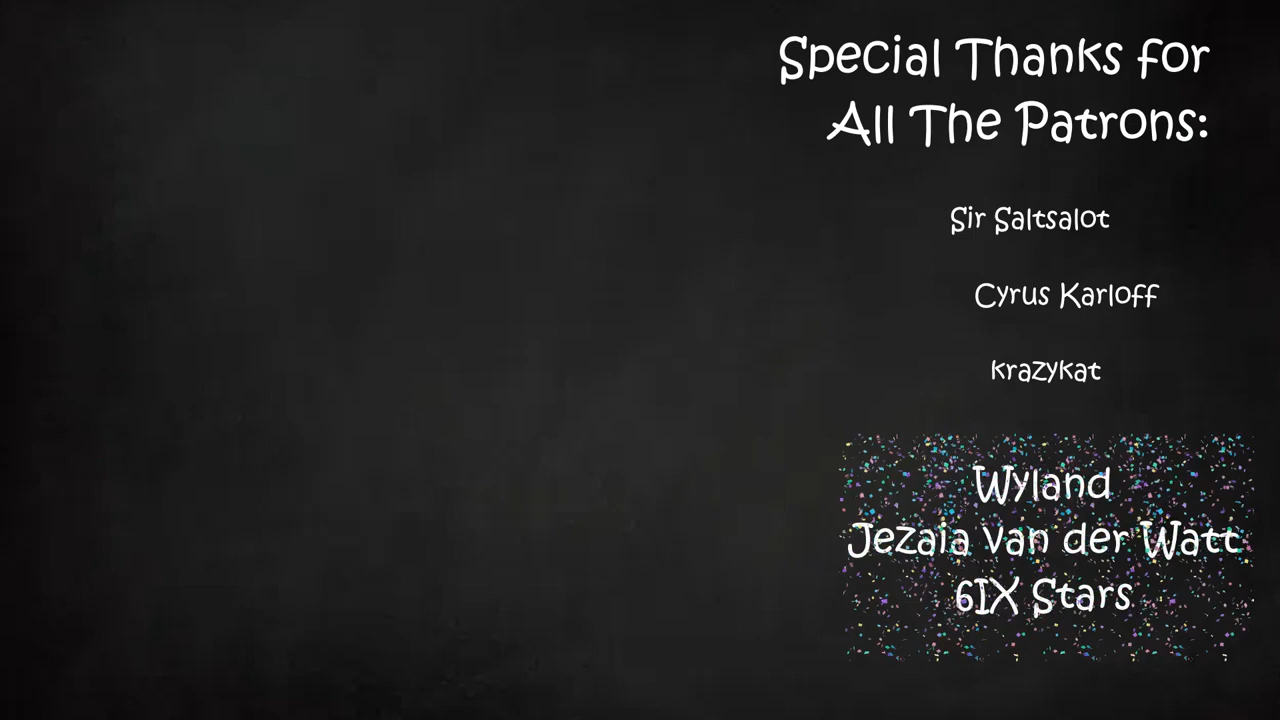 Special Thanks for
All The Patrons:
Sir Saltsalot
Cyrus Karloff
krazykat
Wyland
Jezaia van der Watt
6IX Stars